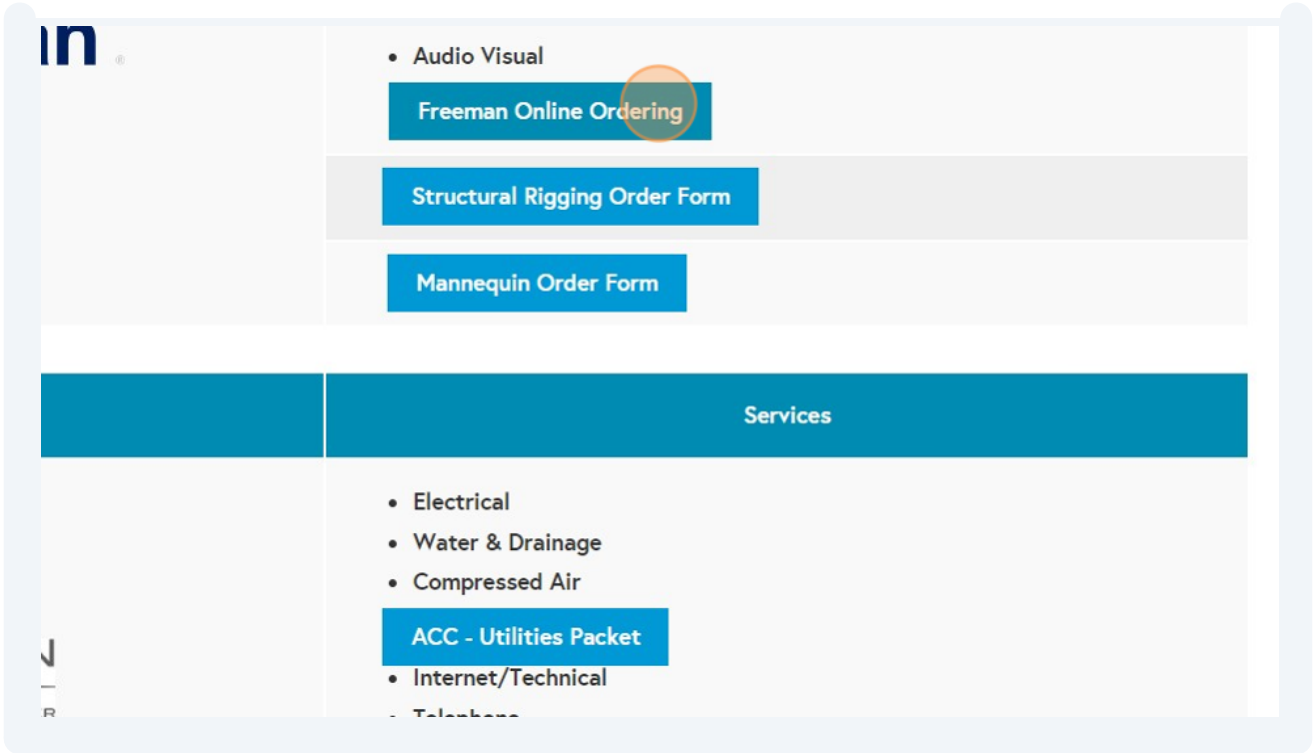 ® 
• Audio Visual
Freeman Online Ordering
Structural Rigging Order Form
Mannequin Order Form
Services
• Electrical
• Water & Drainage
• Compressed Air
ACC - Utilities Packet
• Internet/Technical